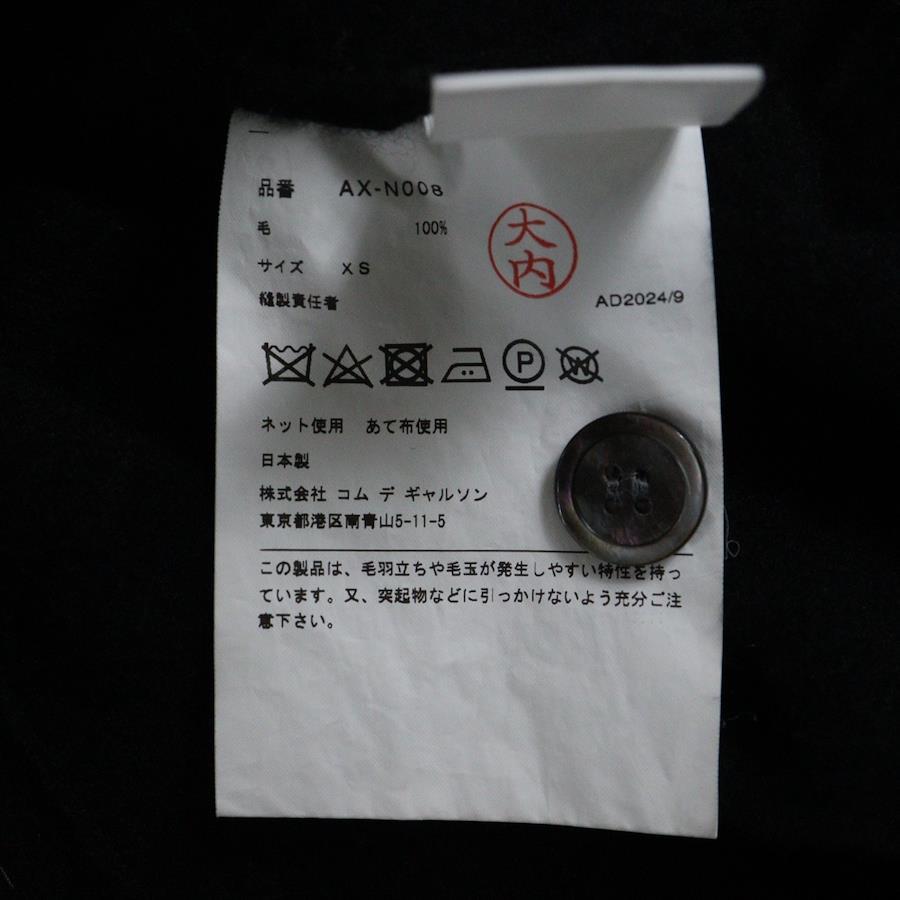 品番 AX-N008
毛 100%
サイズ XS
縫製責任者
大内
AD2024/9
P
W
ネット使用 あて布使用
日本製
株式会社 コム デ ギャルソン
東京都港区南青山5-11-5
この製品は、毛羽立ちや毛玉が発生しやすい特性を持っ
ています。又、突起物などに引っかけないよう充分ご注
意下さい。